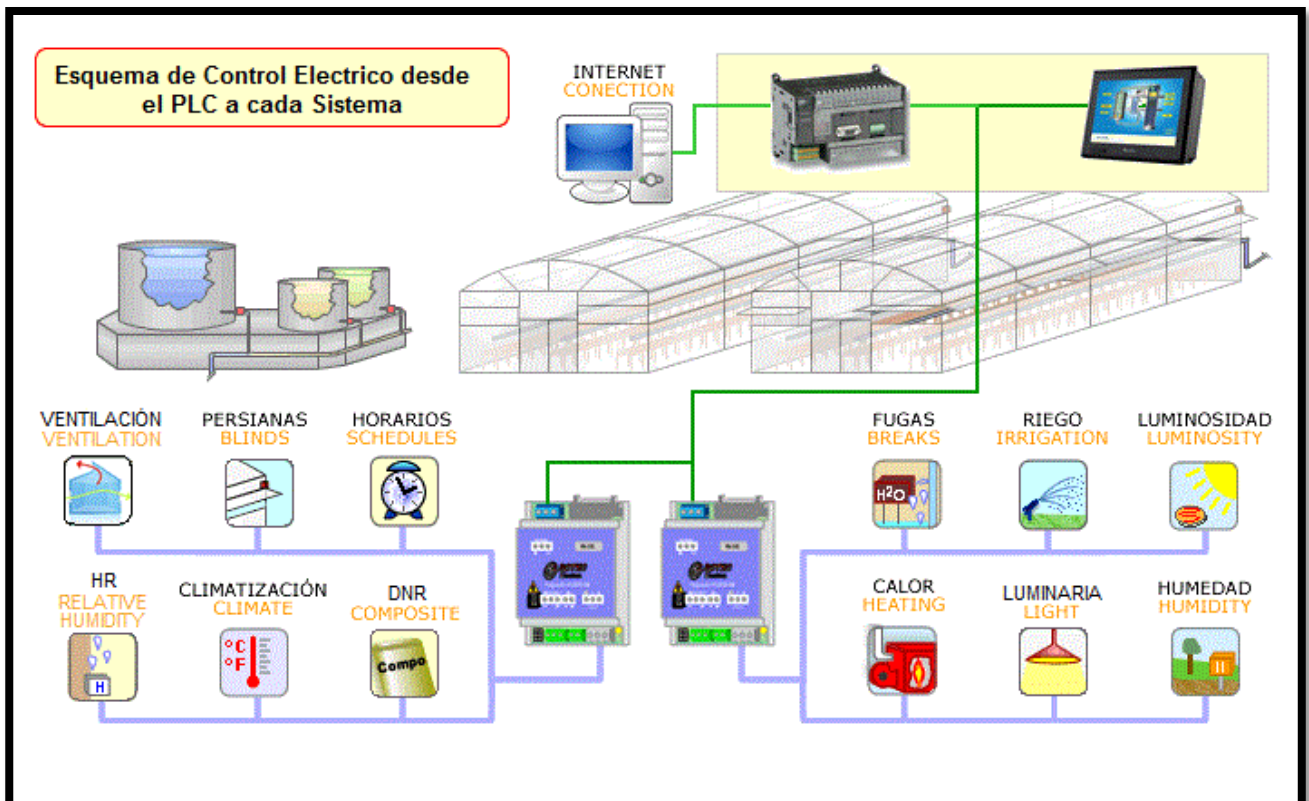 Esquema de Control Electrico desde
el PLC a cada Sistema
INTERNET
CONECTION
VENTILACIÓN
VENTILATION
PERSIANAS
BLINDS
HORARIOS
SCHEDULES
FUGAS
BREAKS
H2O
RIEGO
IRRIGATION
LUMINOSIDAD
LUMINOSITY
HR
RELATIVE
HUMIDITY
H
CLIMATIZACIÓN
CLIMATE
°C
°F
DNR
COMPOSITE
Compo
CALOR
HEATING
LUMINARIA
LIGHT
HUMEDAD
HUMIDITY